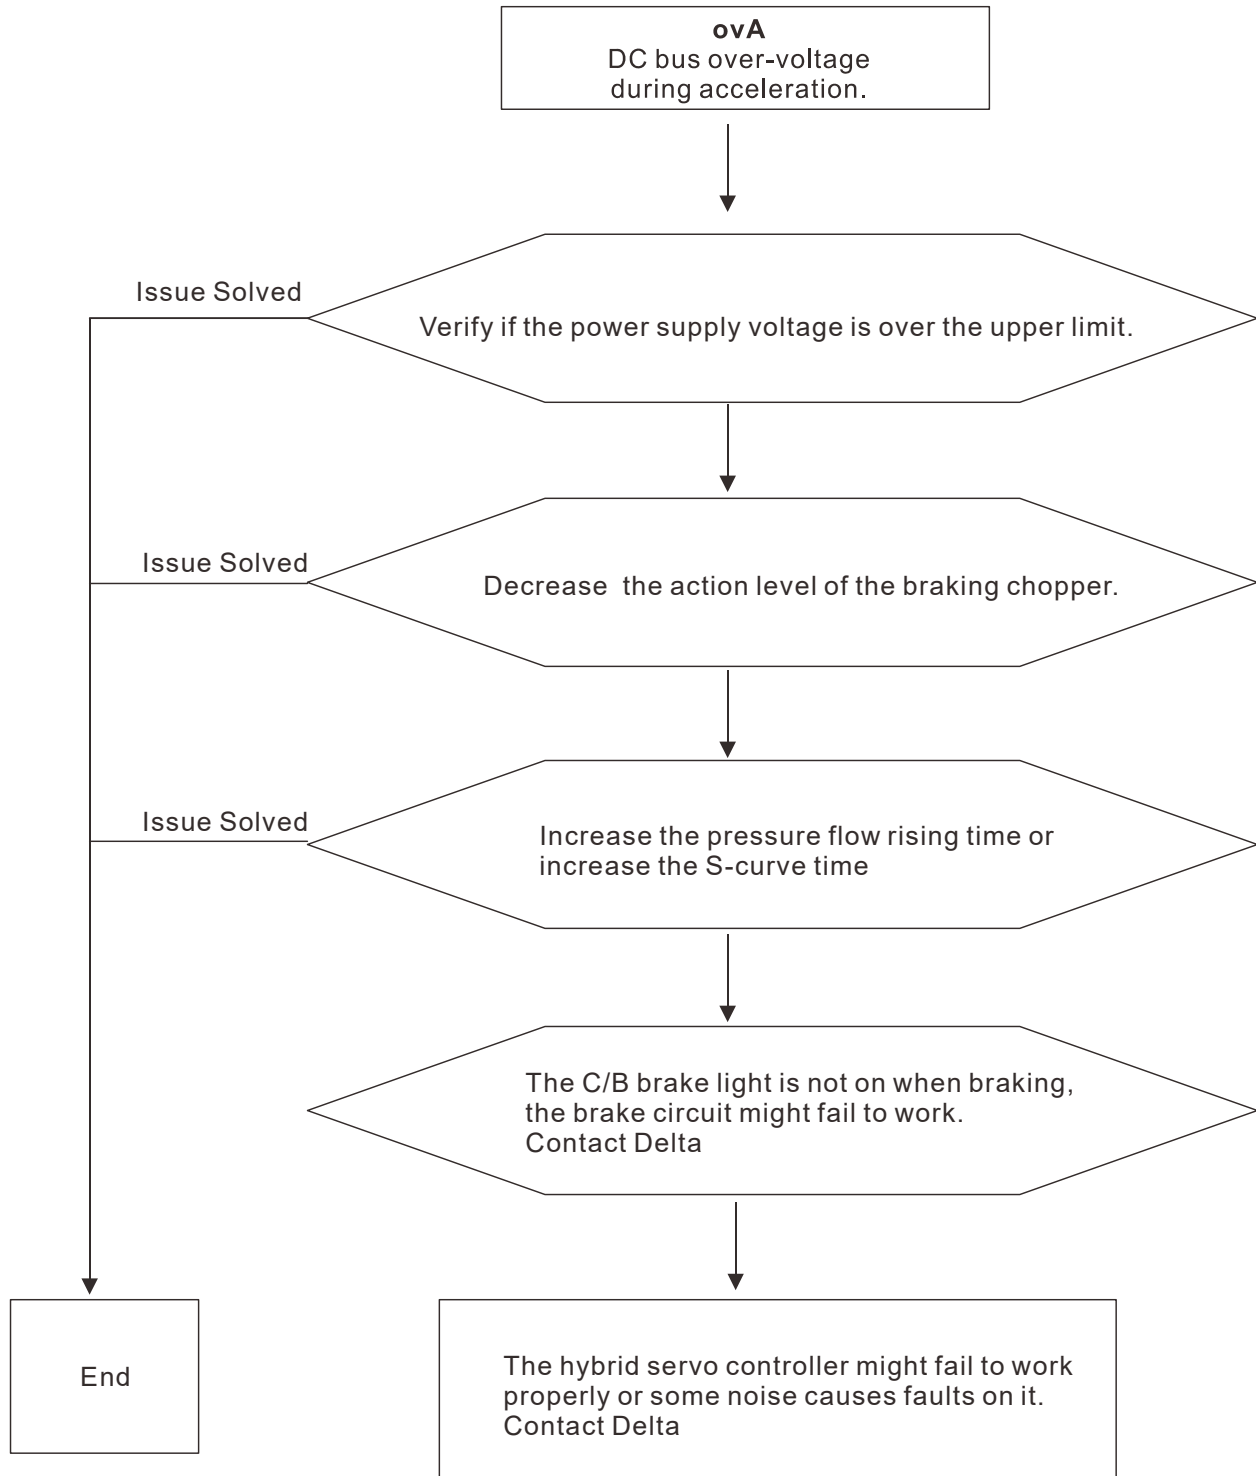 ovA
DC bus over-voltage
during acceleration.
Issue Solved
Verify if the power supply voltage is over the upper limit.
Issue Solved
Decrease  the action level of the braking chopper.
Issue Solved
Increase the pressure flow rising time or
increase the S-curve time
The C/B brake light is not on when braking,
the brake circuit might fail to work.
Contact Delta
End
The hybrid servo controller might fail to work
properly or some noise causes faults on it.
Contact Delta